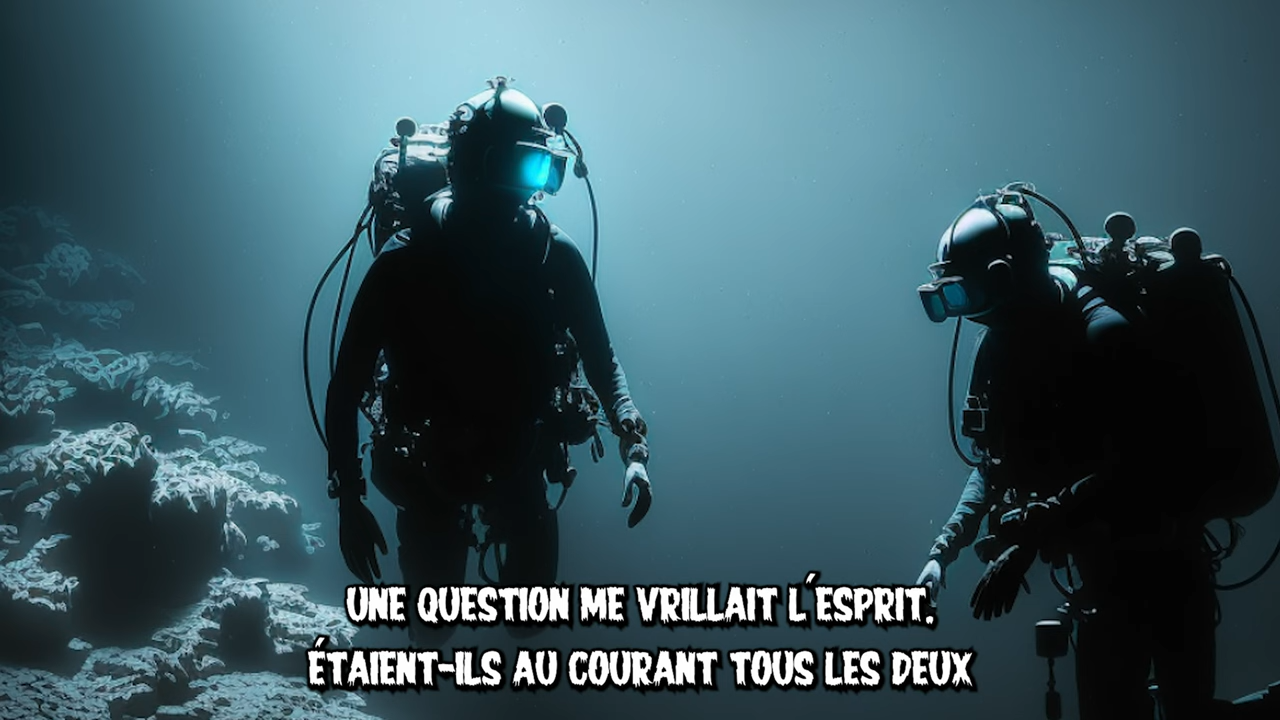 UNE QUESTION ME VRILLAIT L'ESPRIT.
ÉTAIENT-ILS AU COURANT TOUS LES DEUX